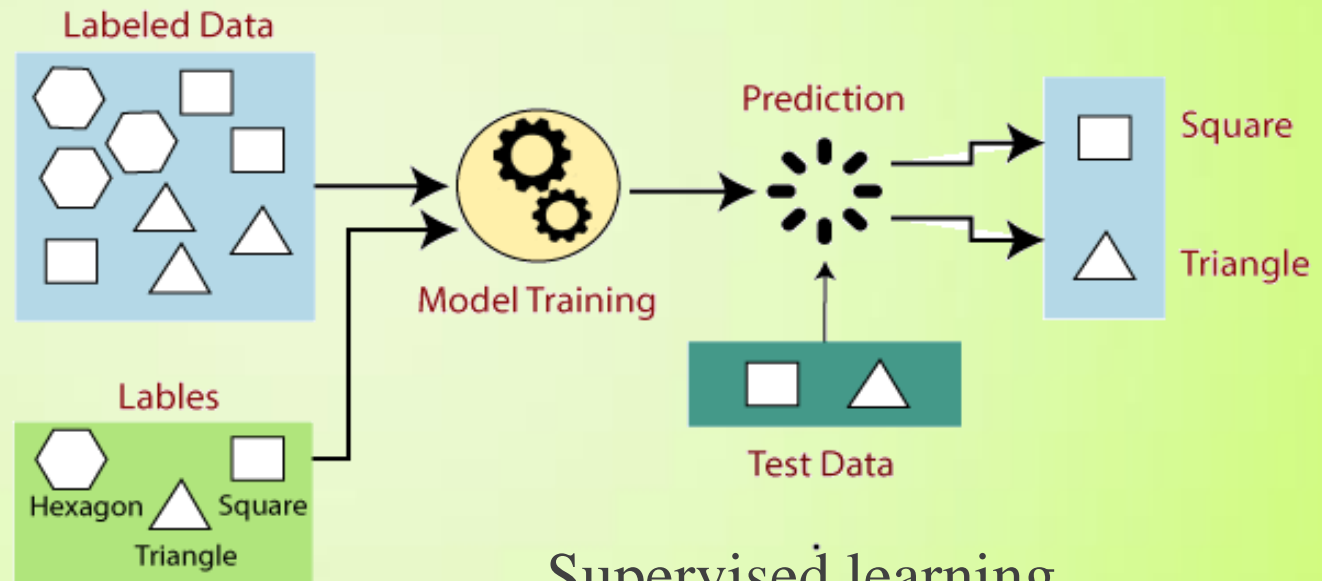 Labeled Data
Prediction
Square
Triangle
Model Training
Lables
Hexagon
Square
Triangle
Test Data
Supervised learning